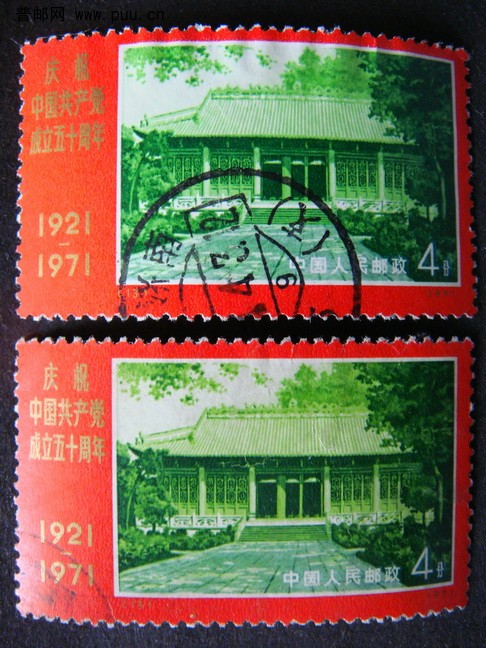 普邮网 www.puu.cn
庆祝
中国共产党
成立五十周年
1921
1971
中国人民邮政 4分
济南
庆祝
中国共产党
成立五十周年
1921
1971
中国人民邮政 4分